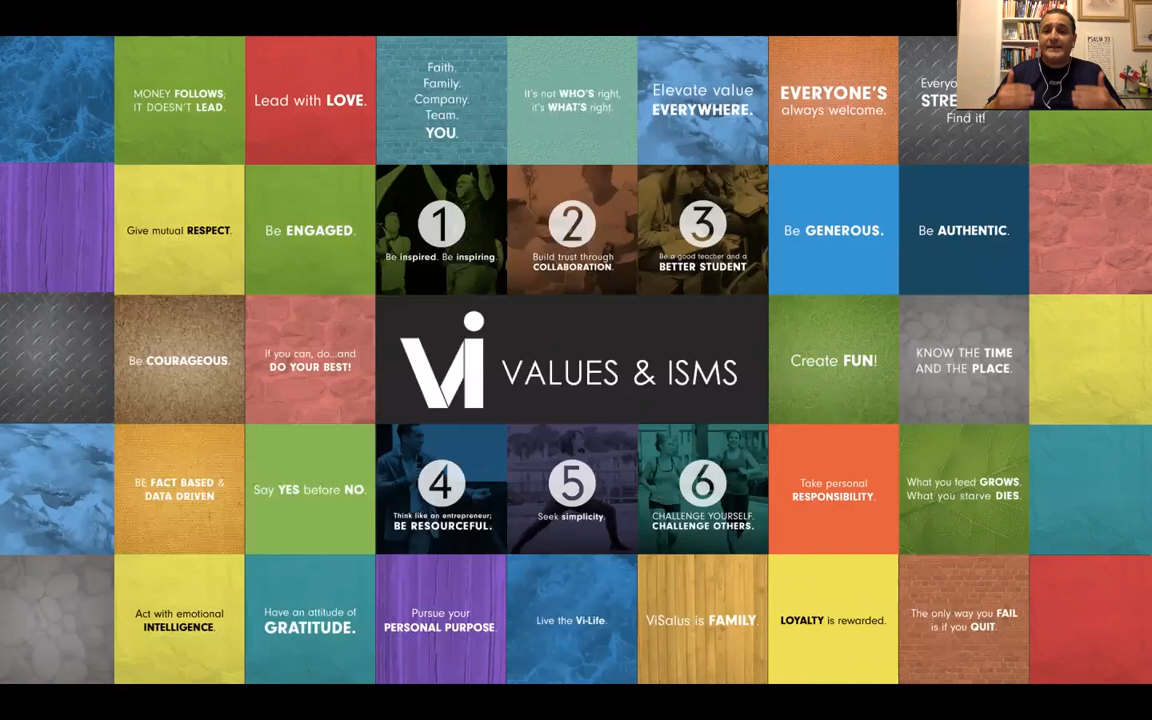 MONEY FOLLOWS;
IT DOESN'T LEAD.
Lead with LOVE.
Faith.
Family.
Company.
Team.
YOU.
It's not WHO'S right,
it's WHAT'S right.
Elevate value
EVERYWHERE.
EVERYONE'S
always welcome.
Find it!
PSALM 23
Give mutual RESPECT.
Be ENGAGED.
1
Be inspired. Be inspiring.
2
Build trust through
COLLABORATION.
3
Be a good teacher and a
BETTER STUDENT
Be GENEROUS.
Be AUTHENTIC.
Be COURAGEOUS.
If you can, do...and
DO YOUR BEST!
Vi VALUES & ISMS
Create FUN!
KNOW THE TIME
AND THE PLACE.
BE FACT BASED &
DATA DRIVEN
Say YES before NO.
4
Think like an entrepreneur;
BE RESOURCEFUL.
5
Seek simplicity.
6
CHALLENGE YOURSELF.
CHALLENGE OTHERS.
Take personal
RESPONSIBILITY.
What you feed GROWS.
What you starve DIES.
Act with emotional
INTELLIGENCE.
Have an attitude of
GRATITUDE.
Pursue your
PERSONAL PURPOSE.
Live the Vi-Life.
ViSalus is FAMILY.
LOYALTY is rewarded.
The only way you FAIL
is if you QUIT.